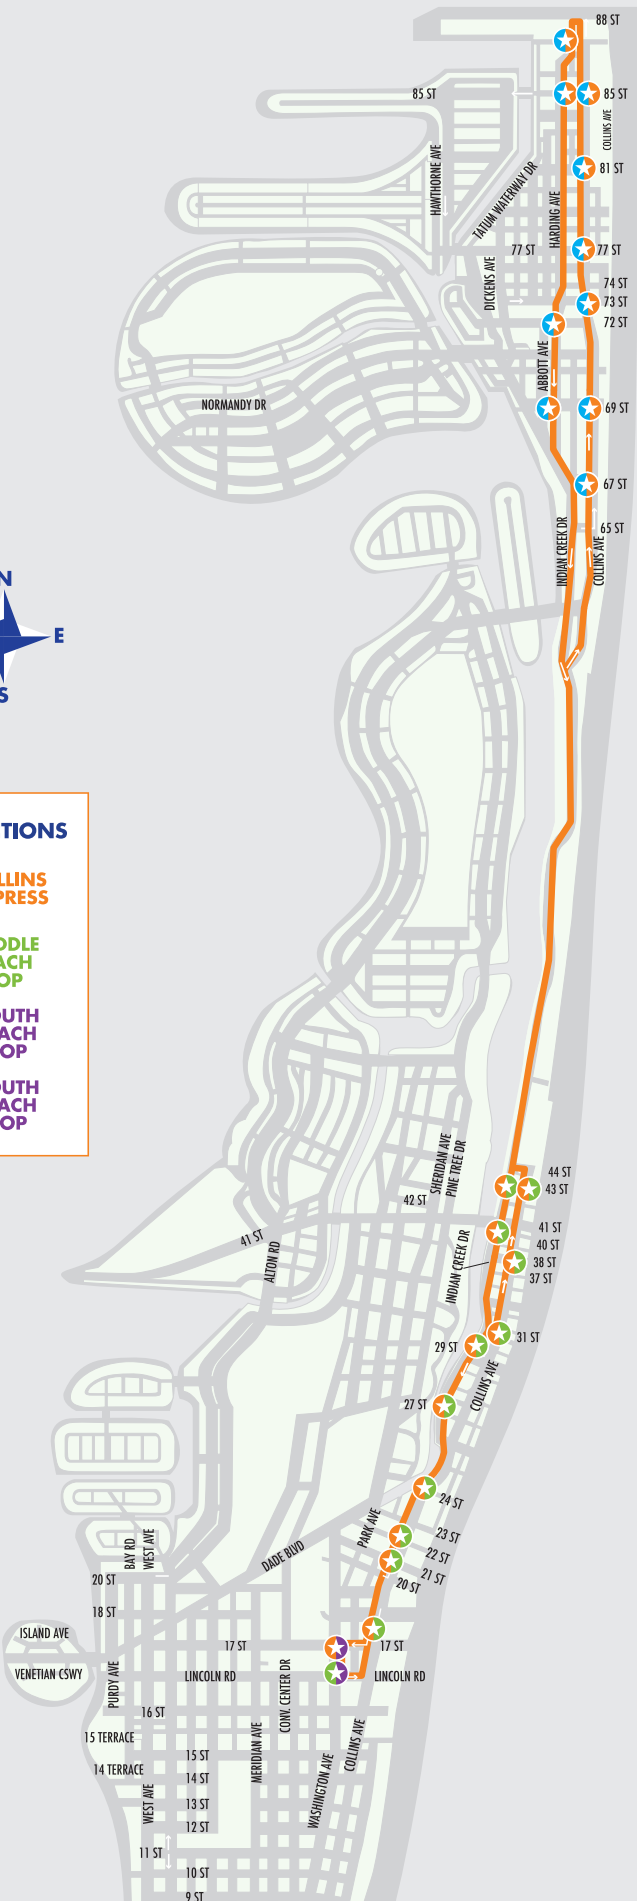 88 ST
85 ST
85 ST
COLLINS AVE
HAWTHORNE AVE
TATUM WATERWAY DR
81 ST
HARDING AVE
77 ST
77 ST
DICKENS AVE
74 ST
73 ST
72 ST
ABBOTT AVE
NORMANDY DR
69 ST
67 ST
65 ST
INDIAN CREEK DR
COLLINS AVE
N
E
S
TIONS
LLINS
PRESS
DDLE
ACH
OP
OUTH
ACH
OP
OUTH
ACH
OP
SHERIDAN AVE
PINE TREE DR
44 ST
43 ST
42 ST
41 ST
41 ST
40 ST
38 ST
37 ST
ALTON RD
INDIAN CREEK DR
31 ST
29 ST
COLLINS AVE
27 ST
24 ST
PARK AVE
23 ST
22 ST
21 ST
20 ST
DADE BLVD
BAY RD
WEST AVE
20 ST
18 ST
ISLAND AVE
17 ST
17 ST
VENETIAN CSWY
PURDY AVE
LINCOLN RD
CONV. CENTER DR
LINCOLN RD
16 ST
15 TERRACE
15 ST
MERIDIAN AVE
COLLINS AVE
14 TERRACE
14 ST
WASHINGTON AVE
WEST AVE
13 ST
12 ST
11 ST
10 ST
9 ST